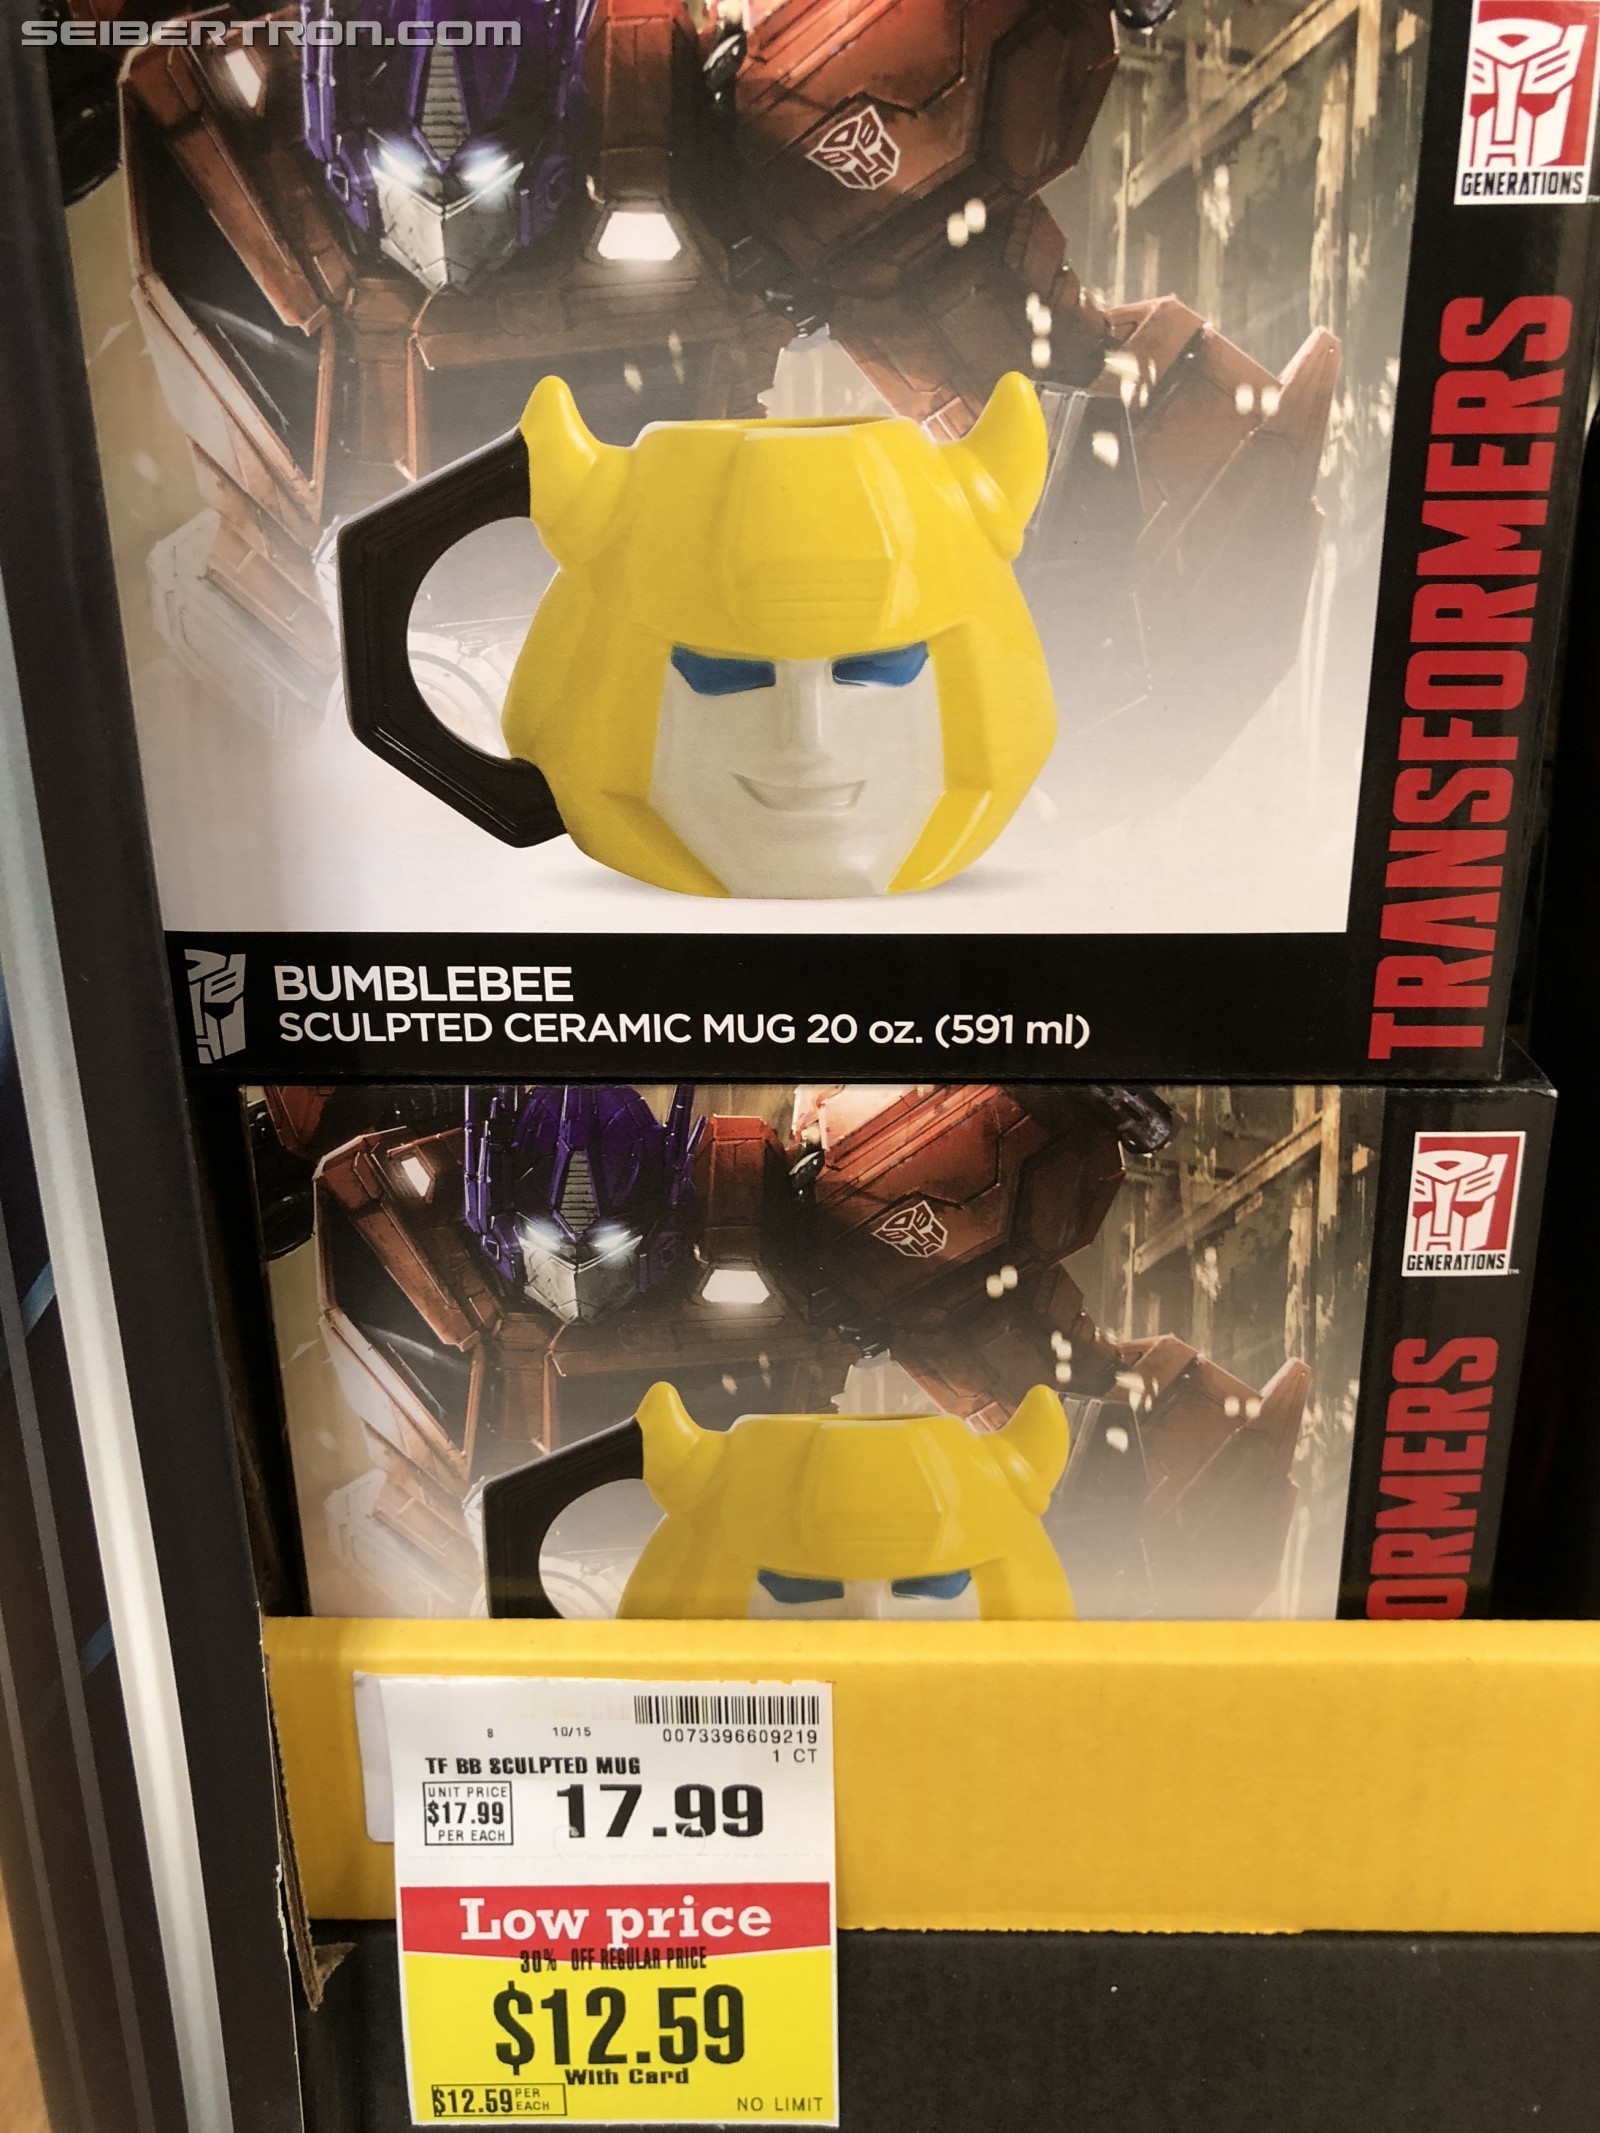 SEIBERTRON.COM
GENERATIONS
TRANSFORMERS
BUMBLEBEE
SCULPTED CERAMIC MUG 20 oz. (591 ml)
GENERATIONS
ORMERS
8 10/15
0073396609219
1 CT
TF BB SCULPTED MUG
UNIT PRICE
$17.99
PER EACH
17.99
Low price
30% OFF REGULAR PRICE
$12.59
With Card
$12.59 PER EACH
NO LIMIT